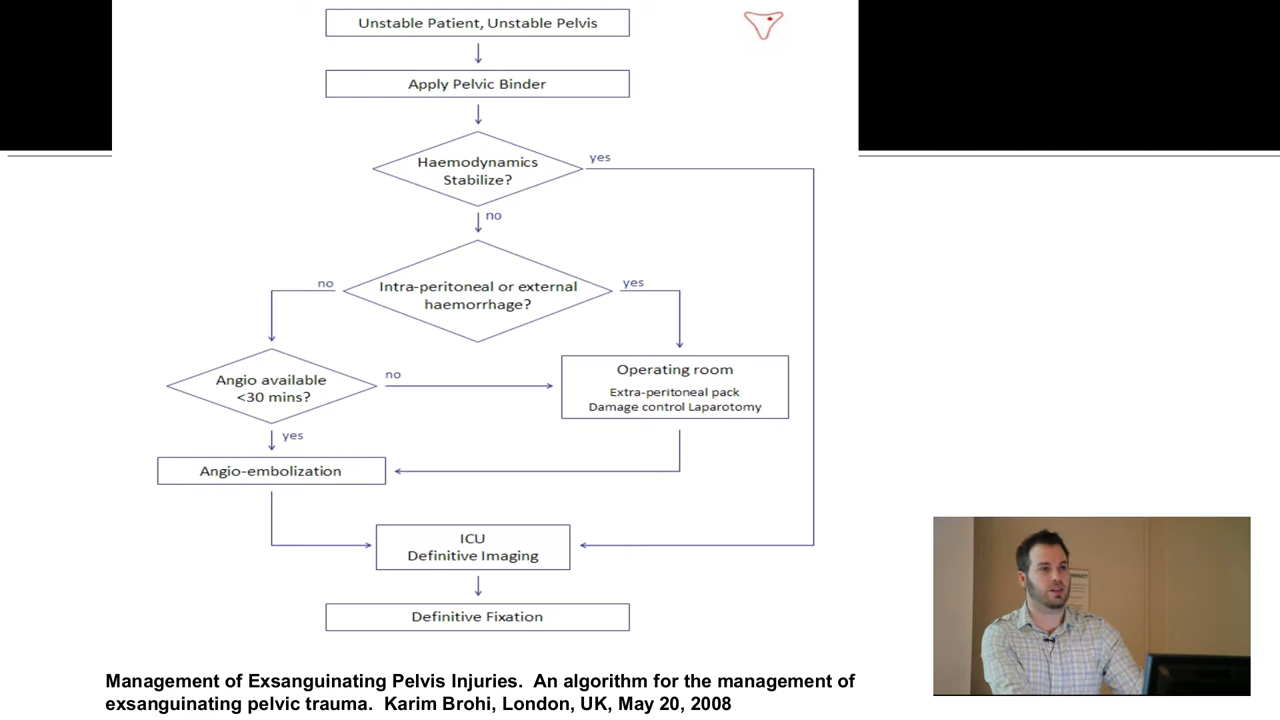 Unstable Patient, Unstable Pelvis
Apply Pelvic Binder
Haemodynamics
Stabilize?
yes
no
Intra-peritoneal or external
haemorrhage?
no
yes
Angio available
<30 mins?
no
Operating room
Extra-peritoneal pack
Damage control Laparotomy
yes
Angio-embolization
ICU
Definitive Imaging
Definitive Fixation
Management of Exsanguinating Pelvis Injuries. An algorithm for the management of
exsanguinating pelvic trauma. Karim Brohi, London, UK, May 20, 2008